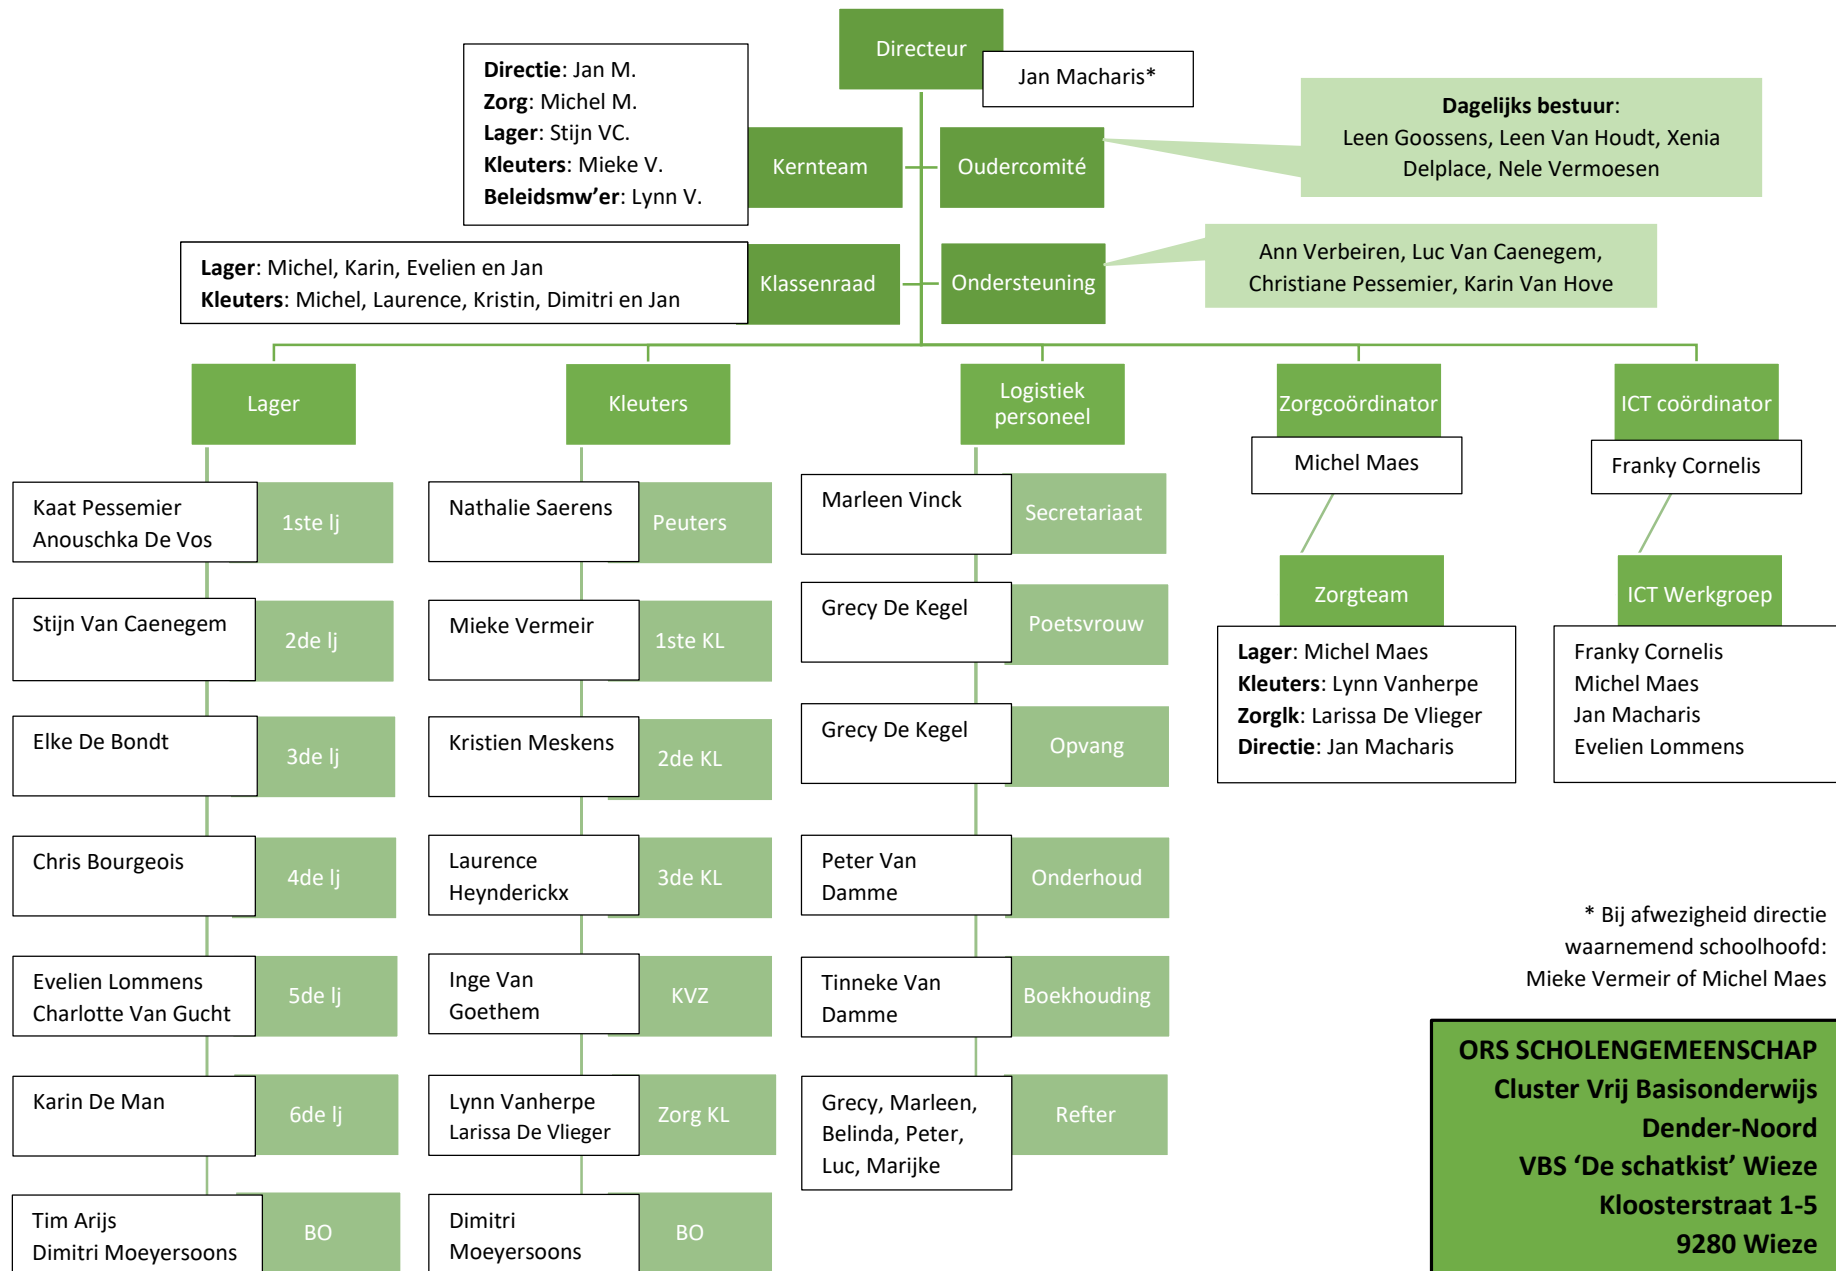 Directeur
Jan Macharis*
Directie: Jan M.
Zorg: Michel M.
Lager: Stijn VC.
Kleuters: Mieke V.
Beleidsmw’er: Lynn V.
Kernteam
Oudercomité
Dagelijks bestuur:
Leen Goossens, Leen Van Houdt, Xenia
Delplace, Nele Vermoesen
Lager: Michel, Karin, Evelien en Jan
Kleuters: Michel, Laurence, Kristin, Dimitri en Jan
Klassenraad
Ondersteuning
Ann Verbeiren, Luc Van Caenegem,
Christiane Pessemier, Karin Van Hove
Lager
Kaat Pessemier
Anouschka De Vos
1ste lj
Stijn Van Caenegem
2de lj
Elke De Bondt
3de lj
Chris Bourgeois
4de lj
Evelien Lommens
Charlotte Van Gucht
5de lj
Karin De Man
6de lj
Tim Arijs
Dimitri Moeyersoons
BO
Kleuters
Nathalie Saerens
Peuters
Mieke Vermeir
1ste KL
Kristien Meskens
2de KL
Laurence
Heynderickx
3de KL
Inge Van
Goethem
KVZ
Lynn Vanherpe
Larissa De Vlieger
Zorg KL
Dimitri
Moeyersoons
BO
Logistiek
personeel
Marleen Vinck
Secretariaat
Grecy De Kegel
Poetsvrouw
Grecy De Kegel
Opvang
Peter Van
Damme
Onderhoud
Tinneke Van
Damme
Boekhouding
Grecy, Marleen,
Belinda, Peter,
Luc, Marijke
Refter
Zorgcoördinator
Michel Maes
Zorgteam
Lager: Michel Maes
Kleuters: Lynn Vanherpe
Zorglk: Larissa De Vlieger
Directie: Jan Macharis
ICT coördinator
Franky Cornelis
ICT Werkgroep
Franky Cornelis
Michel Maes
Jan Macharis
Evelien Lommens
* Bij afwezigheid directie
waarnemend schoolhoofd:
Mieke Vermeir of Michel Maes
ORS SCHOLENGEMEENSCHAP
Cluster Vrij Basisonderwijs
Dender-Noord
VBS ‘De schatkist’ Wieze
Kloosterstraat 1-5
9280 Wieze